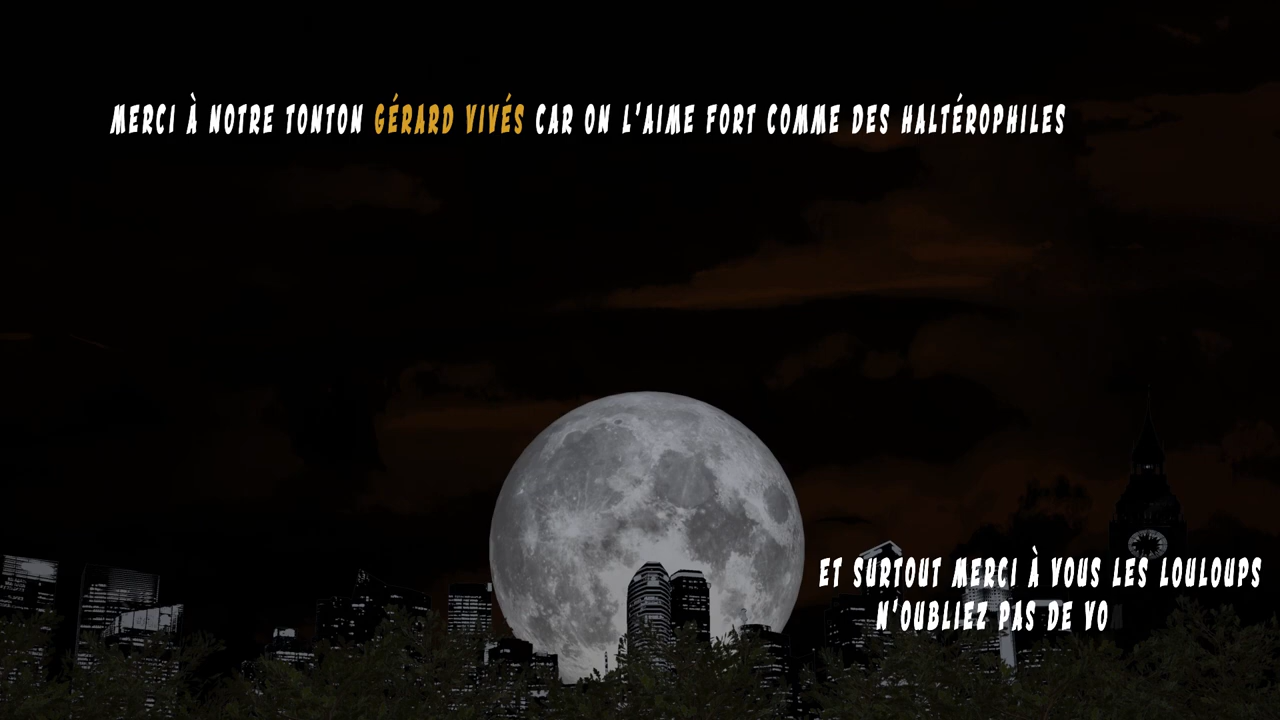 MERCI À NOTRE TONTON GÉRARD VIVÉS CAR ON L'AIME FORT COMME DES HALTÉROPHILES
ET SURTOUT MERCI À VOUS LES LOULOUPS
N'OUBLIEZ PAS DE VO